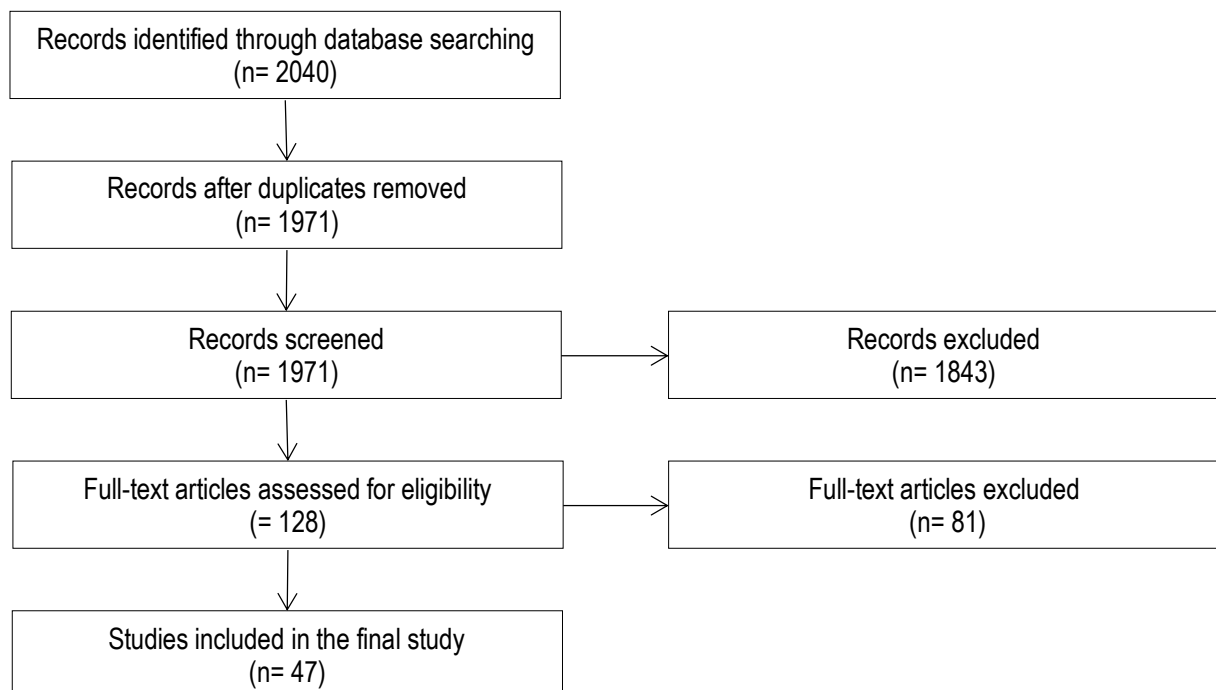 Records identified through database searching
(n= 2040)
Records after duplicates removed
(n= 1971)
Records screened
(n= 1971)
Records excluded
(n= 1843)
Full-text articles assessed for eligibility
(= 128)
Full-text articles excluded
(n= 81)
Studies included in the final study
(n= 47)